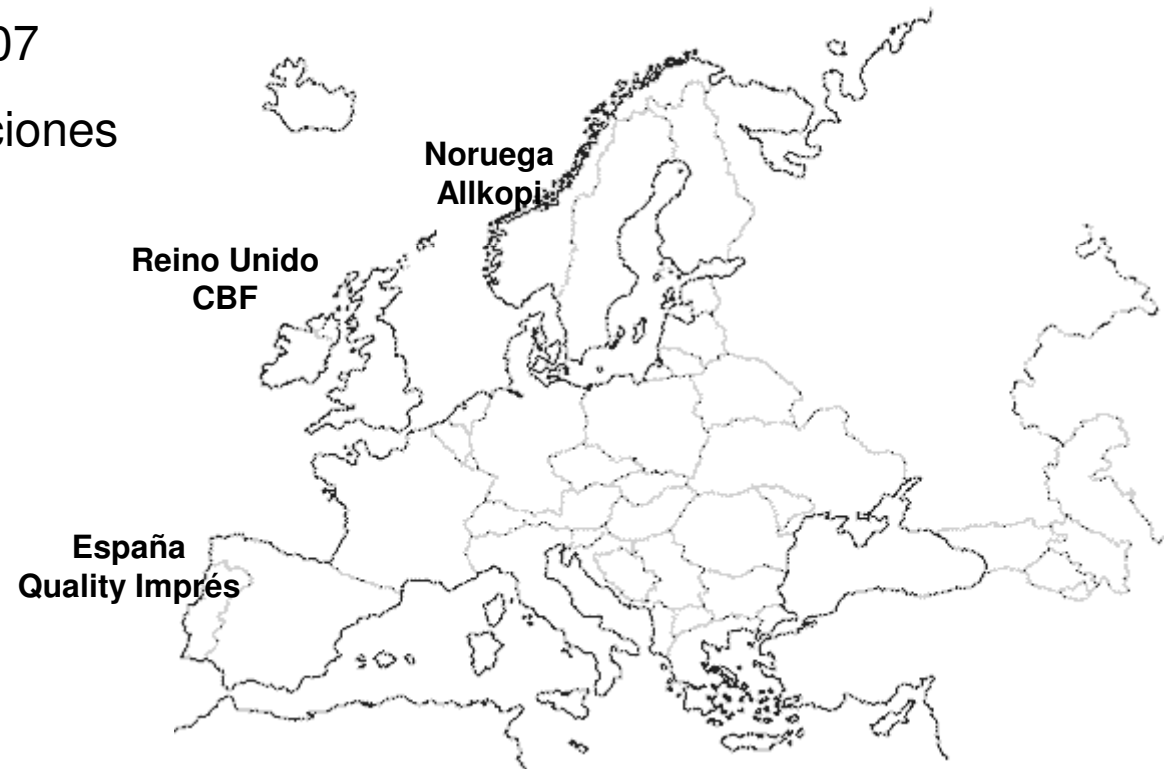 07
ciones
Noruega
Allkopi
Reino Unido
CBF
España
Quality Imprés